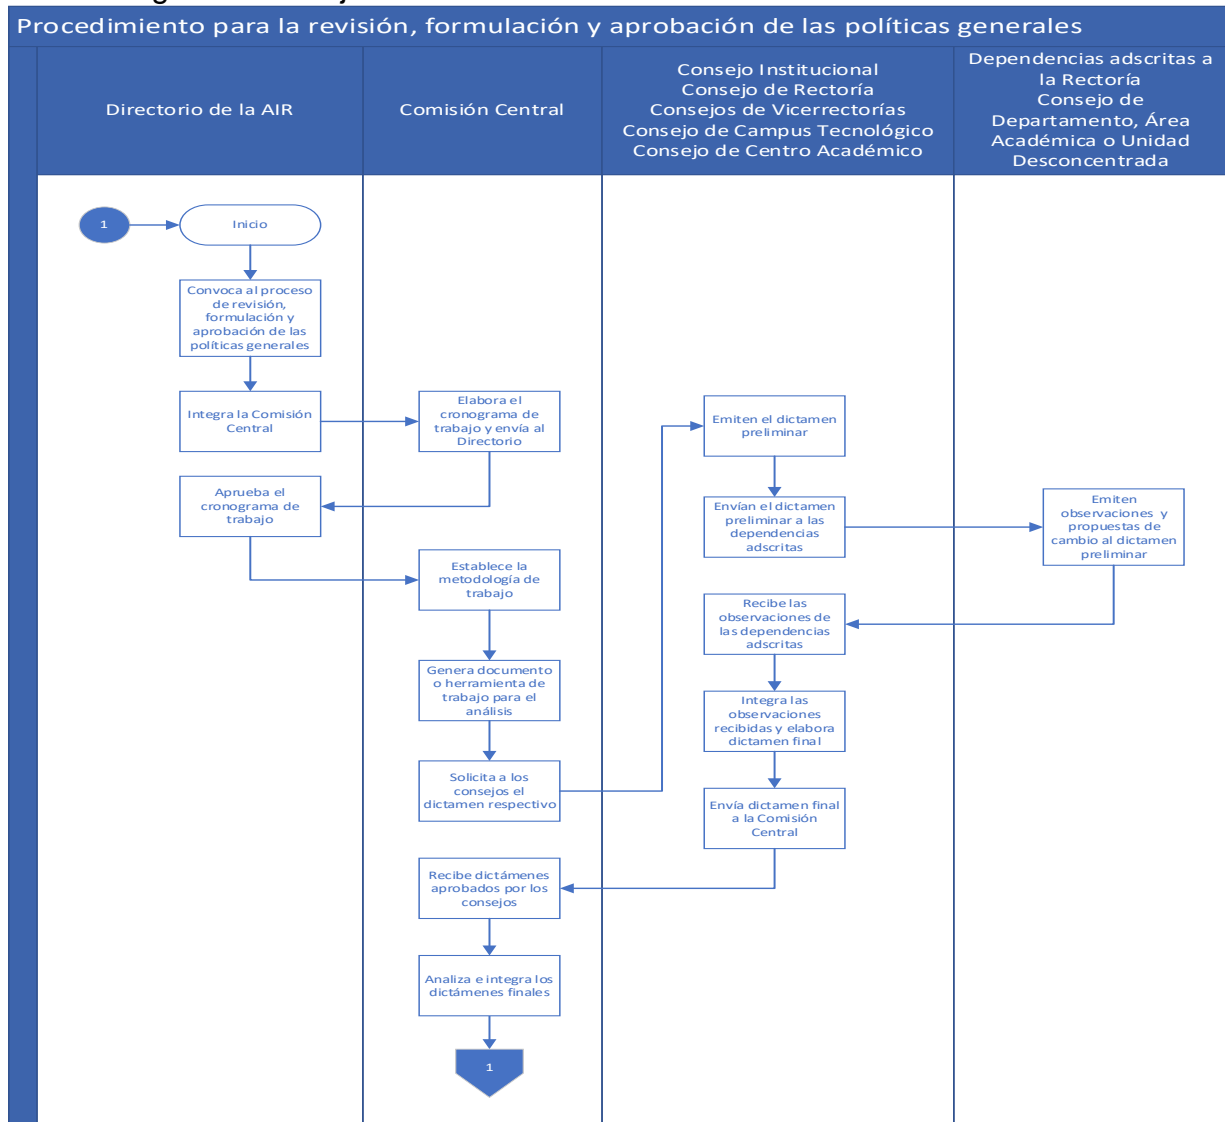 Procedimiento para la revisión, formulación y aprobación de las políticas generales
Directorio de la AIR
Comisión Central
Consejo Institucional
Consejo de Rectoría
Consejos de Vicerrectorías
Consejo de Campus Tecnológico
Consejo de Centro Académico
Dependencias adscritas a
la Rectoría
Consejo de
Departamento, Área
Académica o Unidad
Desconcentrada
1
Inicio
Convoca al proceso
de revisión,
formulación y
aprobación de las
políticas generales
Integra la Comisión
Central
Elabora el
cronograma de
trabajo y envía al
Directorio
Aprueba el
cronograma de
trabajo
Establece la
metodología de
trabajo
Genera documento
o herramienta de
trabajo para el
análisis
Solicita a los
consejos el
dictamen respectivo
Emiten el dictamen
preliminar
Envían el dictamen
preliminar a las
dependencias
adscritas
Emiten
observaciones y
propuestas de
cambio al dictamen
preliminar
Recibe las
observaciones de
las dependencias
adscritas
Integra las
observaciones
recibidas y elabora
dictamen final
Envía dictamen final
a la Comisión
Central
Recibe dictámenes
aprobados por los
consejos
Analiza e integra los
dictámenes finales
1